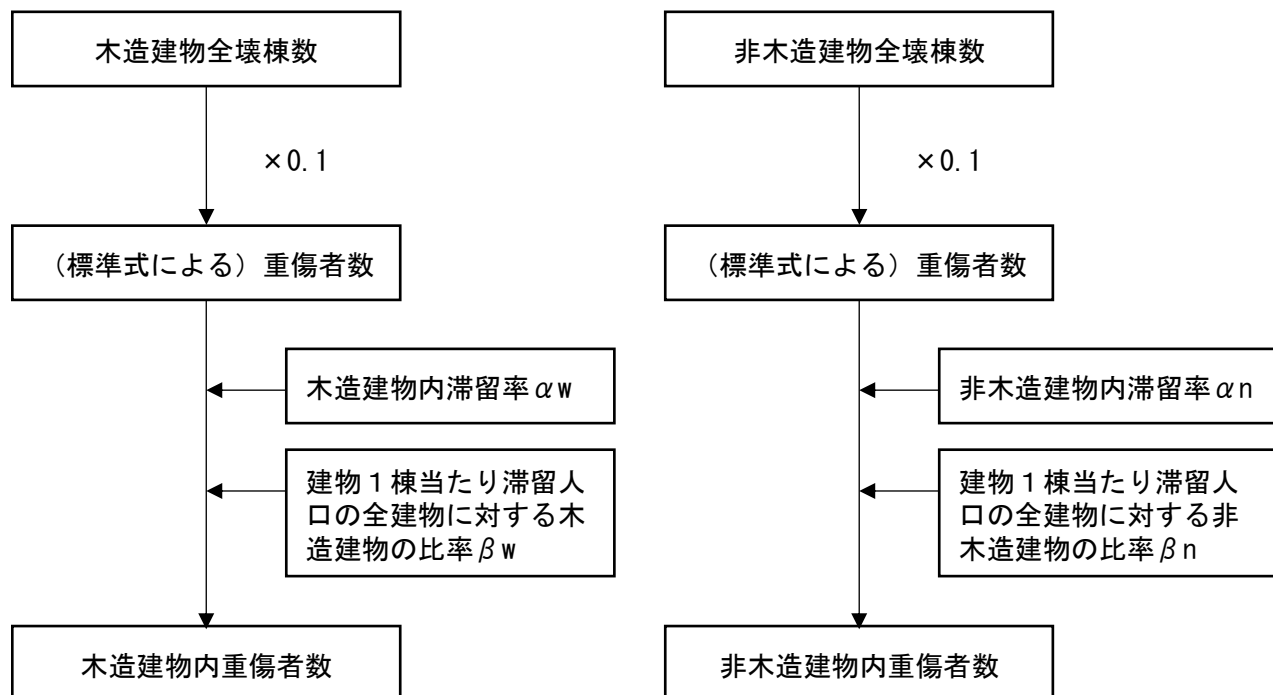 木造建物全壊棟数
×0.1
(標準式による)重傷者数
木造建物内滞留率αw
建物1棟当たり滞留人
口の全建物に対する木
造建物の比率βw
木造建物内重傷者数
非木造建物全壊棟数
×0.1
(標準式による)重傷者数
非木造建物内滞留率αn
建物1棟当たり滞留人
口の全建物に対する非
木造建物の比率βn
非木造建物内重傷者数